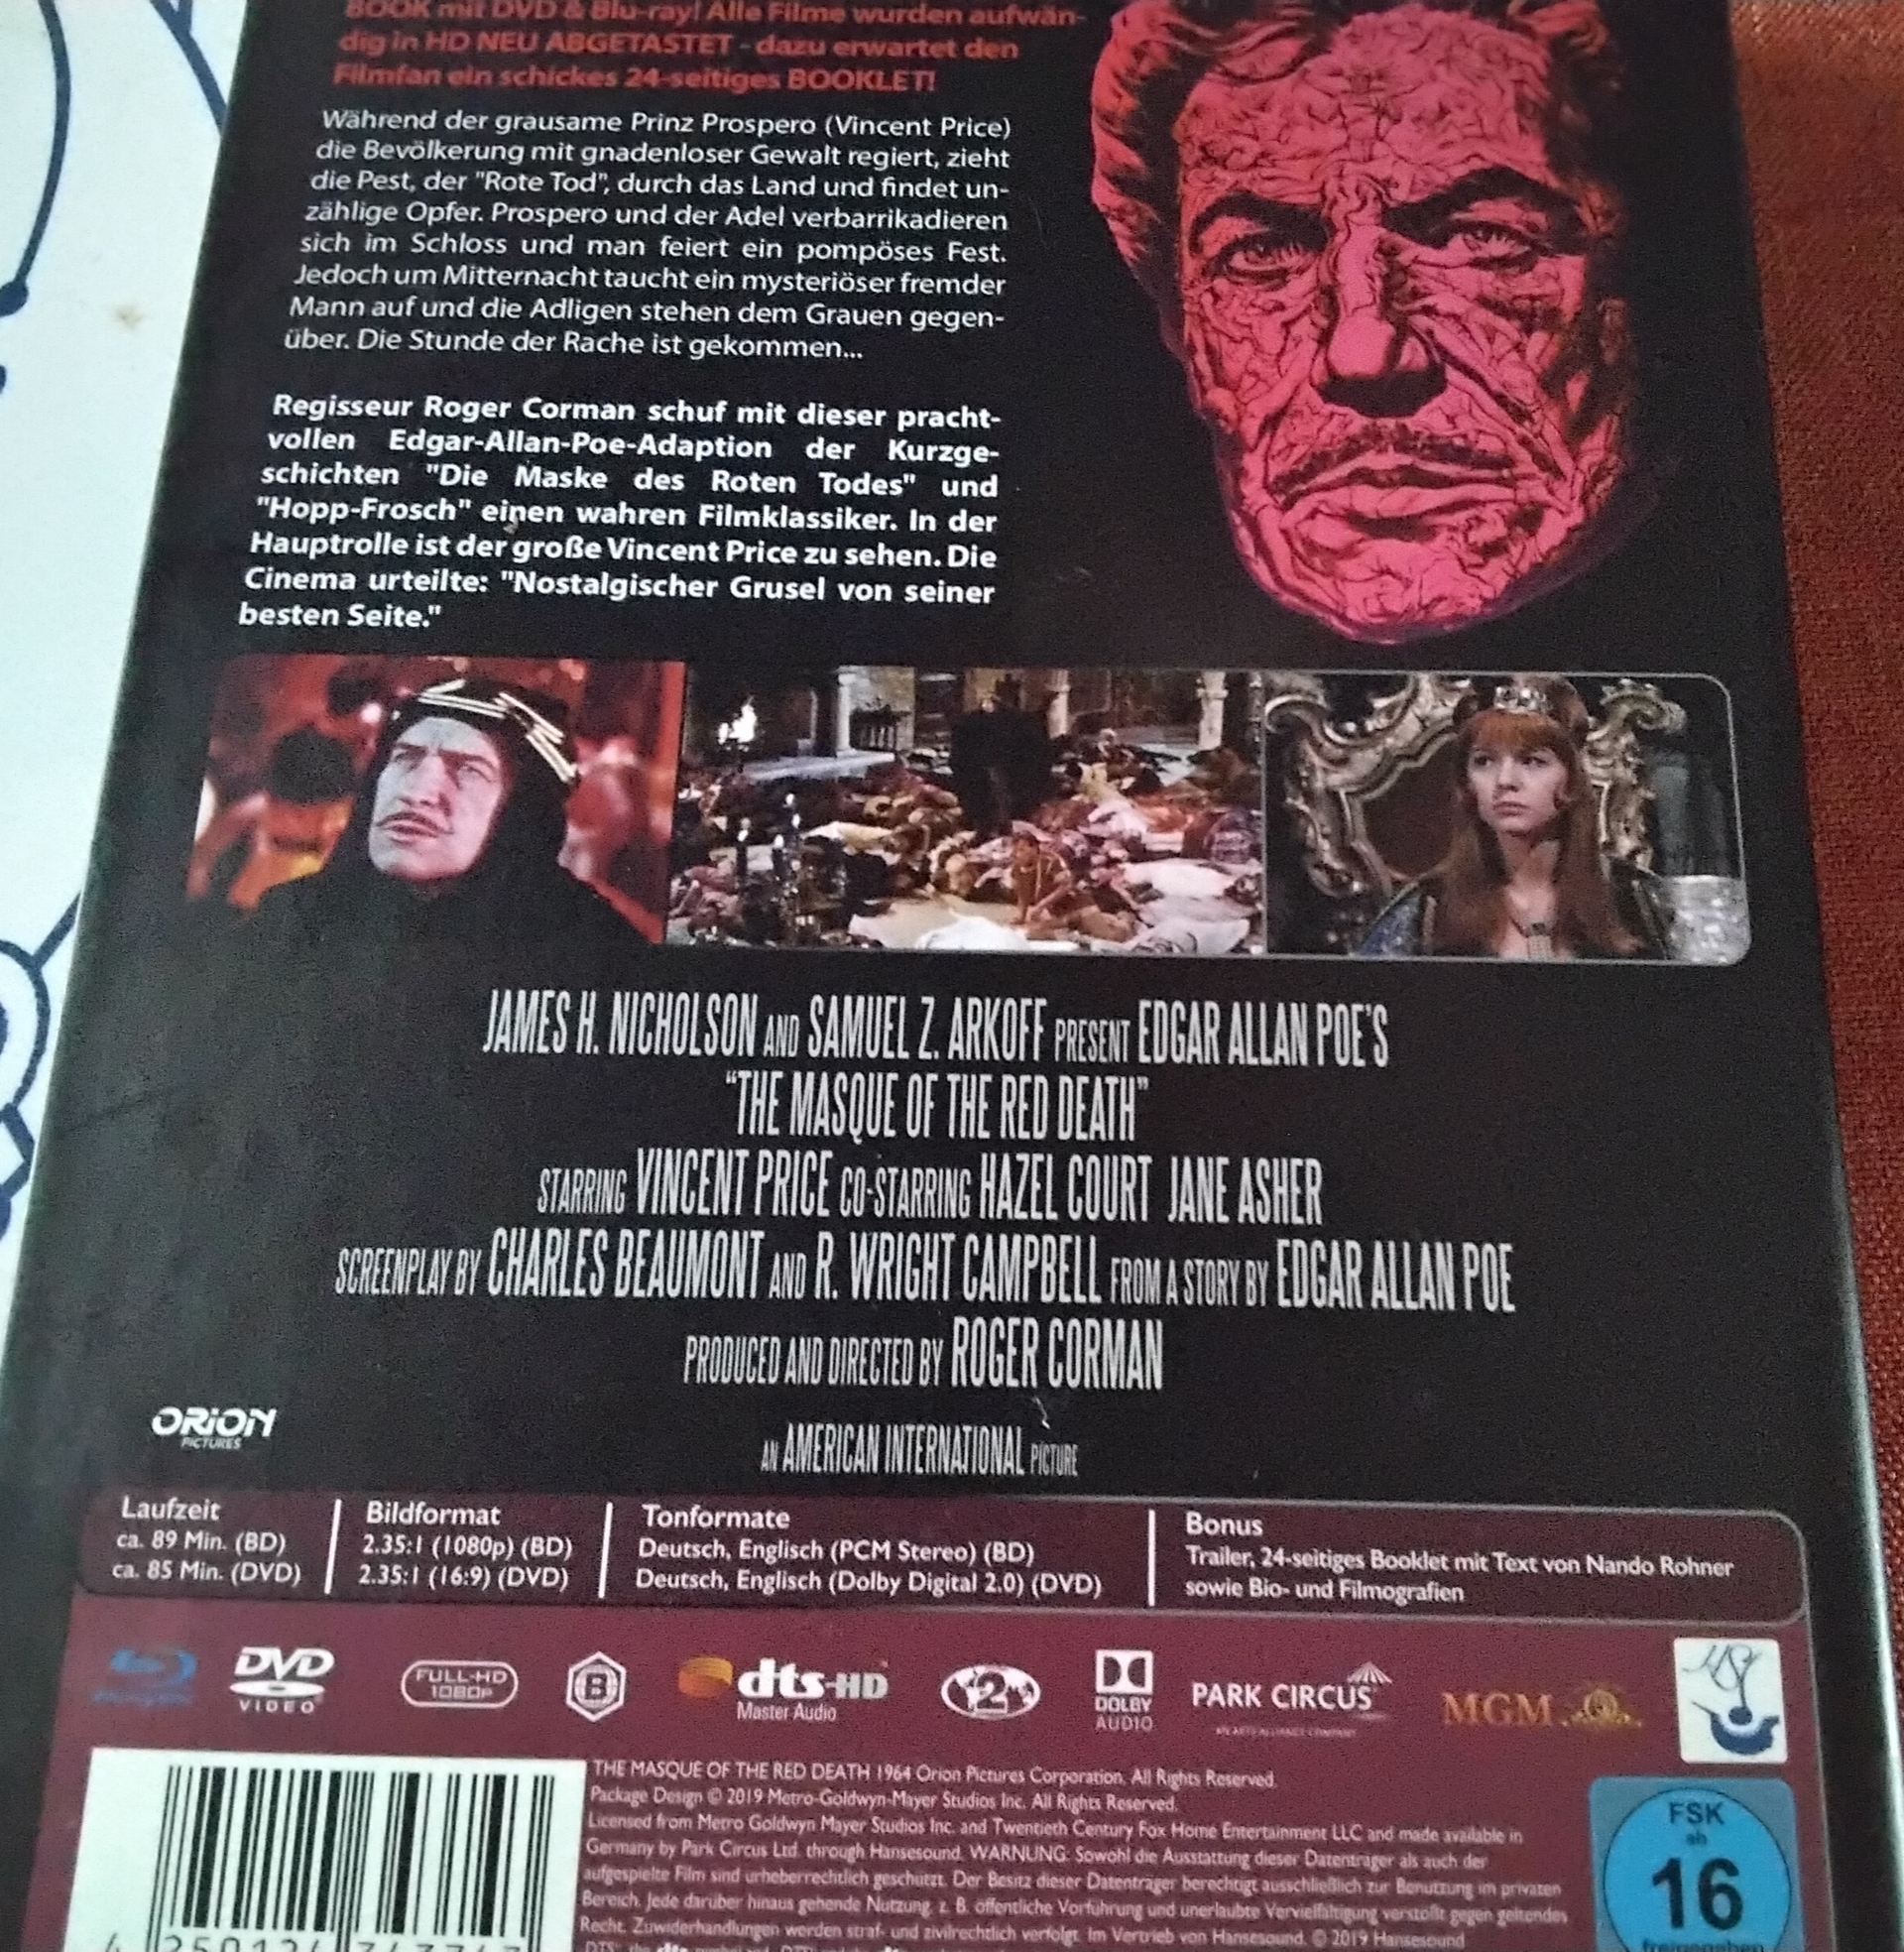 BOOK mit DVD & Blu-ray! Alle Filme wurden aufwän-
dig in HD NEU ABGETASTET - dazu erwartet den
Filmfan ein schickes 24-seitiges BOOKLET!
Während der grausame Prinz Prospero (Vincent Price)
die Bevölkerung mit gnadenloser Gewalt regiert, zieht
die Pest, der "Rote Tod", durch das Land und findet un-
zählige Opfer. Prospero und der Adel verbarrikadieren
sich im Schloss und man feiert ein pompöses Fest.
Jedoch um Mitternacht taucht ein mysteriöser fremder
Mann auf und die Adligen stehen dem Grauen gegen-
über. Die Stunde der Rache ist gekommen...
Regisseur Roger Corman schuf mit dieser pracht-
vollen Edgar-Allan-Poe-Adaption der Kurzge-
schichten "Die Maske des Roten Todes" und
"Hopp-Frosch" einen wahren Filmklassiker. In der
Hauptrolle ist der große Vincent Price zu sehen. Die
Cinema urteilte: "Nostalgischer Grusel von seiner
besten Seite."
JAMES H. NICHOLSON AND SAMUEL Z. ARKOFF PRESENT EDGAR ALLAN POE'S
"THE MASQUE OF THE RED DEATH"
STARRING VINCENT PRICE CO-STARRING HAZEL COURT JANE ASHER
SCREENPLAY BY CHARLES BEAUMONT AND R. WRIGHT CAMPBELL FROM A STORY BY EDGAR ALLAN POE
PRODUCED AND DIRECTED BY ROGER CORMAN
ORION
PICTURES
AN AMERICAN INTERNATIONAL PICTURE
Laufzeit
ca. 89 Min. (BD)
ca. 85 Min. (DVD)
Bildformat
2.35:1 (1080p) (BD)
2.35:1 (16:9) (DVD)
Tonformate
Deutsch, Englisch (PCM Stereo) (BD)
Deutsch, Englisch (Dolby Digital 2.0) (DVD)
Bonus
Trailer, 24-seitiges Booklet mit Text von Nando Rohner
sowie Bio- und Filmografien
DVD
VIDEO
FULL-HD
1080P
B
dts-HD
Master Audio
2
DOLBY
AUDIO
PARK CIRCUS
AN ARTS ALLIANCE COMPANY
MGM
THE MASQUE OF THE RED DEATH 1964 Orion Pictures Corporation. All Rights Reserved.
Package Design © 2019 Metro-Goldwyn-Mayer Studios Inc. All Rights Reserved.
Licensed from Metro Goldwyn Mayer Studios Inc. and Twentieth Century Fox Home Entertainment LLC and made available in
Germany by Park Circus Ltd. through Hansesound. WARNUNG: Sowohl die Ausstattung dieser Datenträger als auch der
aufgespielte Film sind urheberrechtlich geschützt. Der Besitz dieser Datenträger berechtigt ausschließlich zur Benutzung im privaten
Bereich. Jede darüber hinaus gehende Nutzung, z. B. öffentliche Vorführung und unerlaubte Vervielfältigung verstößt gegen geltendes
Recht. Zuwiderhandlungen werden straf- und zivilrechtlich verfolgt. Im Vertrieb von Hansesound. © 2019 Hansesound
FSK
ab
16
freigegeben